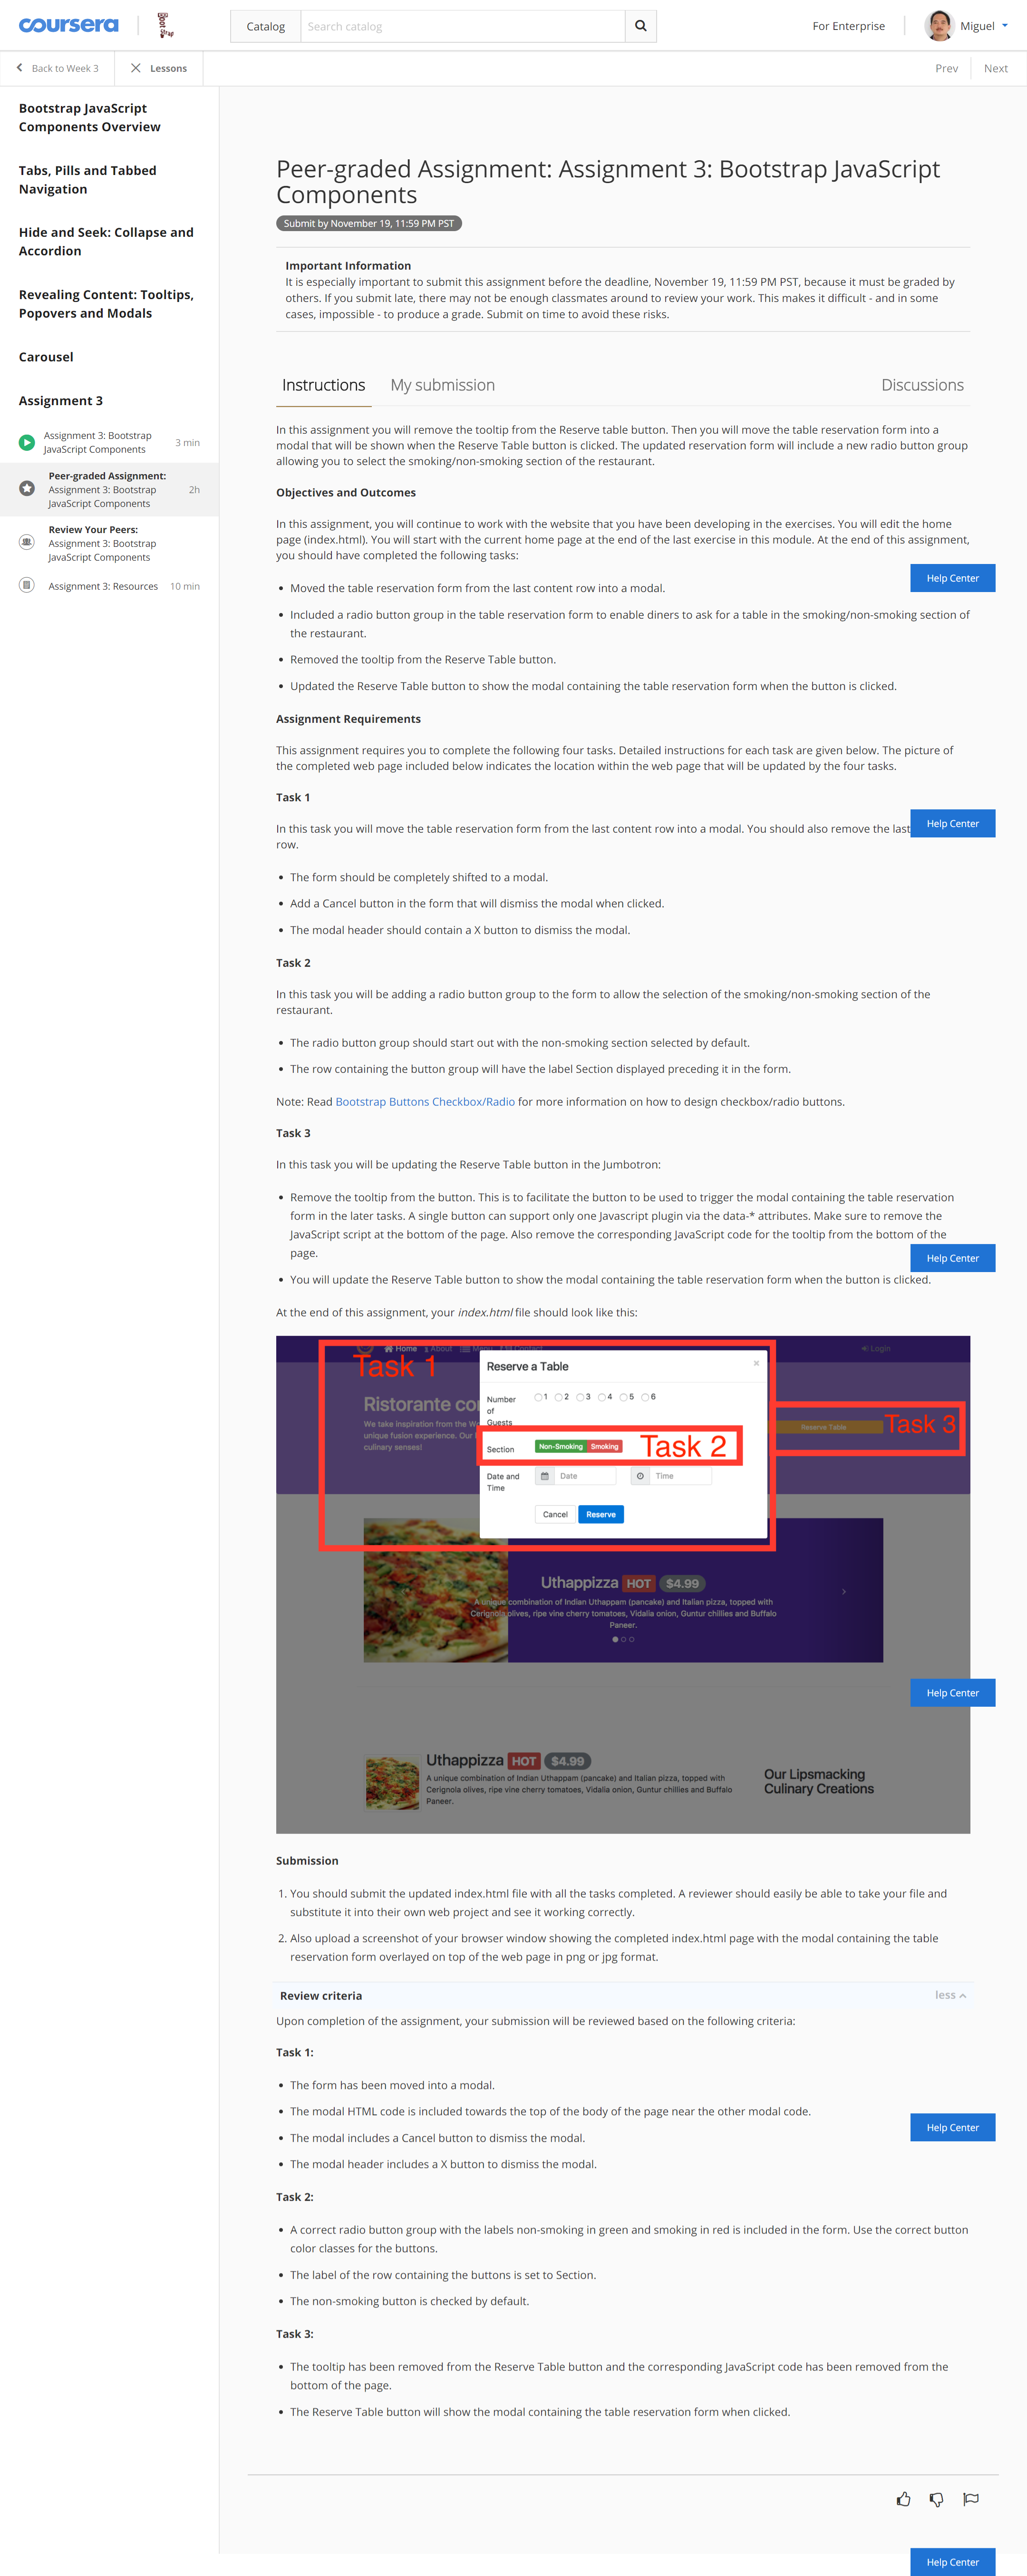 coursera
Catalog
Search catalog
For Enterprise
Miguel
Back to Week 3
Lessons
Prev
Next
Bootstrap JavaScript
Components Overview
Tabs, Pills and Tabbed
Navigation
Hide and Seek: Collapse and
Accordion
Revealing Content: Tooltips,
Popovers and Modals
Carousel
Assignment 3
Assignment 3: Bootstrap
JavaScript Components
3 min
Peer-graded Assignment:
Assignment 3: Bootstrap
JavaScript Components
2h
Review Your Peers:
Assignment 3: Bootstrap
JavaScript Components
Assignment 3: Resources
10 min
Peer-graded Assignment: Assignment 3: Bootstrap JavaScript
Components
Submit by November 19, 11:59 PM PST
Important Information
It is especially important to submit this assignment before the deadline, November 19, 11:59 PM PST, because it must be graded by
others. If you submit late, there may not be enough classmates around to review your work. This makes it difficult - and in some
cases, impossible - to produce a grade. Submit on time to avoid these risks.
Instructions
My submission
Discussions
In this assignment you will remove the tooltip from the Reserve table button. Then you will move the table reservation form into a
modal that will be shown when the Reserve Table button is clicked. The updated reservation form will include a new radio button group
allowing you to select the smoking/non-smoking section of the restaurant.
Objectives and Outcomes
In this assignment, you will continue to work with the website that you have been developing in the exercises. You will edit the home
page (index.html). You will start with the current home page at the end of the last exercise in this module. At the end of this assignment,
you should have completed the following tasks:
Help Center
• Moved the table reservation form from the last content row into a modal.
• Included a radio button group in the table reservation form to enable diners to ask for a table in the smoking/non-smoking section of
the restaurant.
• Removed the tooltip from the Reserve Table button.
• Updated the Reserve Table button to show the modal containing the table reservation form when the button is clicked.
Assignment Requirements
This assignment requires you to complete the following four tasks. Detailed instructions for each task are given below. The picture of
the completed web page included below indicates the location within the web page that will be updated by the four tasks.
Task 1
In this task you will move the table reservation form from the last content row into a modal. You should also remove the last
Help Center
row.
• The form should be completely shifted to a modal.
• Add a Cancel button in the form that will dismiss the modal when clicked.
• The modal header should contain a X button to dismiss the modal.
Task 2
In this task you will be adding a radio button group to the form to allow the selection of the smoking/non-smoking section of the
restaurant.
• The radio button group should start out with the non-smoking section selected by default.
• The row containing the button group will have the label Section displayed preceding it in the form.
Note: Read Bootstrap Buttons Checkbox/Radio for more information on how to design checkbox/radio buttons.
Task 3
In this task you will be updating the Reserve Table button in the Jumbotron:
• Remove the tooltip from the button. This is to facilitate the button to be used to trigger the modal containing the table reservation
form in the later tasks. A single button can support only one Javascript plugin via the data-* attributes. Make sure to remove the
JavaScript script at the bottom of the page. Also remove the corresponding JavaScript code for the tooltip from the bottom of the
page.
Help Center
• You will update the Reserve Table button to show the modal containing the table reservation form when the button is clicked.
At the end of this assignment, your index.html file should look like this:
Home
About
Login
Task 1
Reserve a Table
×
Ristorante co
We take inspiration from the W
unique fusion experience. Our
culinary senses!
Number
of
Guests
1 2 3 4 5 6
Reserve Table
Task 3
Section
Non-Smoking
Smoking
Task 2
Date and
Time
Date
Time
Cancel
Reserve
Uthappizza HOT $4.99
A unique combination of Indian Uthappam (pancake) and Italian pizza, topped with
Cerignola olives, ripe vine cherry tomatoes, Vidalia onion, Guntur chillies and Buffalo
Paneer.
Help Center
Uthappizza HOT $4.99
A unique combination of Indian Uthappam (pancake) and Italian pizza, topped with
Cerignola olives, ripe vine cherry tomatoes, Vidalia onion, Guntur chillies and Buffalo
Paneer.
Our Lipsmacking
Culinary Creations
Submission
1. You should submit the updated index.html file with all the tasks completed. A reviewer should easily be able to take your file and
substitute it into their own web project and see it working correctly.
2. Also upload a screenshot of your browser window showing the completed index.html page with the modal containing the table
reservation form overlayed on top of the web page in png or jpg format.
Review criteria
less
Upon completion of the assignment, your submission will be reviewed based on the following criteria:
Task 1:
• The form has been moved into a modal.
• The modal HTML code is included towards the top of the body of the page near the other modal code.
Help Center
• The modal includes a Cancel button to dismiss the modal.
• The modal header includes a X button to dismiss the modal.
Task 2:
• A correct radio button group with the labels non-smoking in green and smoking in red is included in the form. Use the correct button
color classes for the buttons.
• The label of the row containing the buttons is set to Section.
• The non-smoking button is checked by default.
Task 3:
• The tooltip has been removed from the Reserve Table button and the corresponding JavaScript code has been removed from the
bottom of the page.
• The Reserve Table button will show the modal containing the table reservation form when clicked.
Help Center